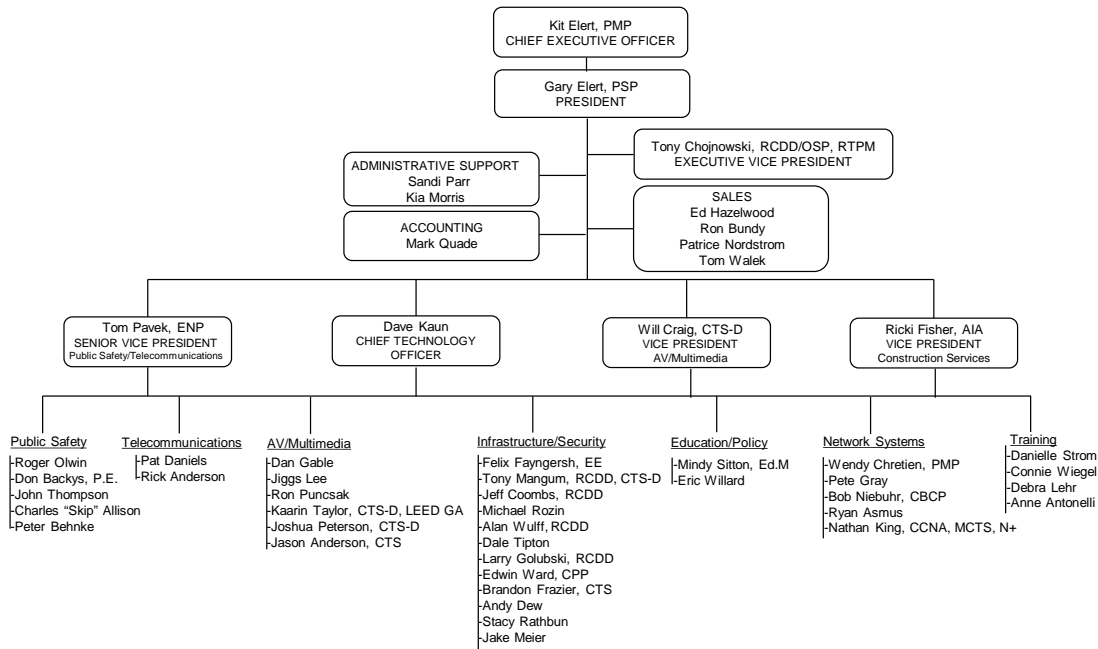 Kit Elert, PMP
CHIEF EXECUTIVE OFFICER
Gary Elert, PSP
PRESIDENT
Tony Chojnowski, RCDD/OSP, RTPM
EXECUTIVE VICE PRESIDENT
ADMINISTRATIVE SUPPORT
Sandi Parr
Kia Morris
SALES
Ed Hazelwood
Ron Bundy
Patrice Nordstrom
Tom Walek
ACCOUNTING
Mark Quade
Tom Pavek, ENP
SENIOR VICE PRESIDENT
Public Safety/Telecommunications
Dave Kaun
CHIEF TECHNOLOGY
OFFICER
Will Craig, CTS-D
VICE PRESIDENT
AV/Multimedia
Ricki Fisher, AIA
VICE PRESIDENT
Construction Services
Public Safety
-Roger Olwin
-Don Backys, P.E.
-John Thompson
-Charles “Skip” Allison
-Peter Behnke
Telecommunications
-Pat Daniels
-Rick Anderson
AV/Multimedia
-Dan Gable
-Jiggs Lee
-Ron Puncsak
-Kaarin Taylor, CTS-D, LEED GA
-Joshua Peterson, CTS-D
-Jason Anderson, CTS
Infrastructure/Security
-Felix Fayngersh, EE
-Tony Mangum, RCDD, CTS-D
-Jeff Coombs, RCDD
-Michael Rozin
-Alan Wulff, RCDD
-Dale Tipton
-Larry Golubski, RCDD
-Edwin Ward, CPP
-Brandon Frazier, CTS
-Andy Dew
-Stacy Rathbun
-Jake Meier
Education/Policy
-Mindy Sitton, Ed.M
-Eric Willard
Network Systems
-Wendy Chretien, PMP
-Pete Gray
-Bob Niebuhr, CBCP
-Ryan Asmus
-Nathan King, CCNA, MCTS, N+
Training
-Danielle Strom
-Connie Wiegel
-Debra Lehr
-Anne Antonelli